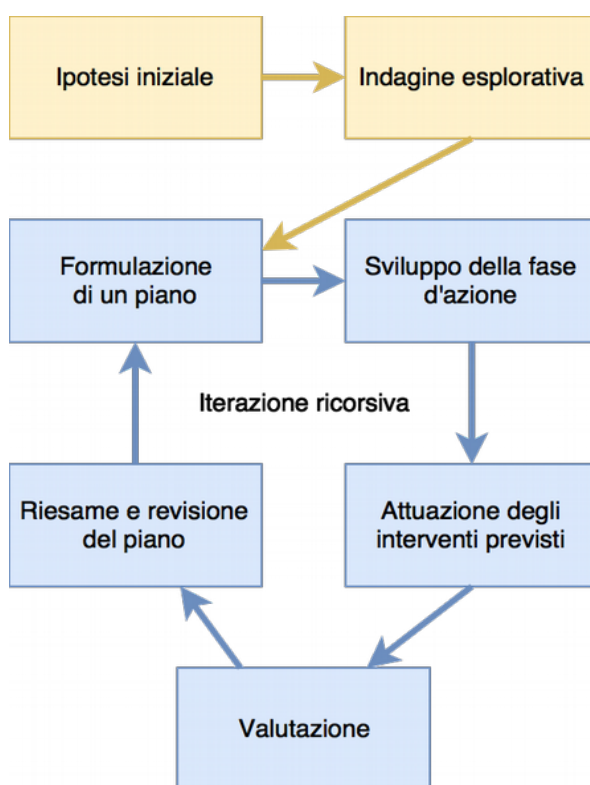 Ipotesi iniziale
Indagine esplorativa
Formulazione
di un piano
Sviluppo della fase
d'azione
Iterazione ricorsiva
Riesame e revisione
del piano
Attuazione degli
interventi previsti
Valutazione